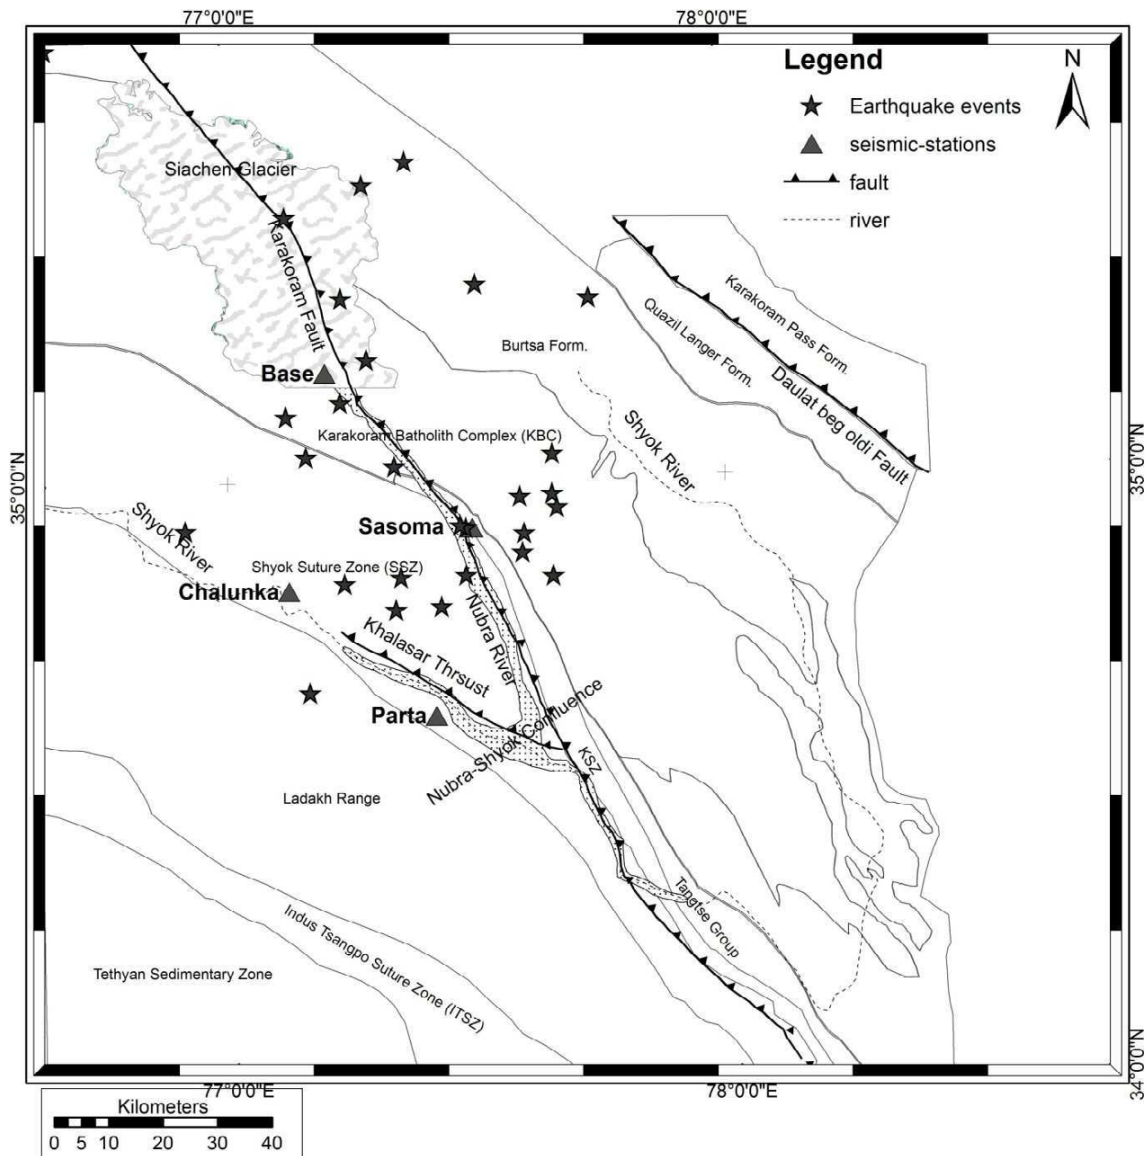 77°0'0"E
78°0'0"E
Legend
N
Earthquake events
seismic-stations
fault
river
Siachen Glacier
Karakoram Fault
Karakoram Pass Form.
Quazil Langer Form.
Burtsa Form.
Daulat beg oldi Fault
Base
Shyok River
Karakoram Batholith Complex (KBC)
35°0'0"N
35°0'0"N
Shyok River
Sasoma
Shyok Suture Zone (SSZ)
Chalunka
Nubra River
Khalasar Thrsust
Parta
Nubra-Shyok Confluence
KSZ
Ladakh Range
Tangtse Group
Indus Tsangpo Suture Zone (ITSZ)
Tethyan Sedimentary Zone
34°0'0"N
77°0'0"E
78°0'0"E
Kilometers
0 5 10 20 30 40